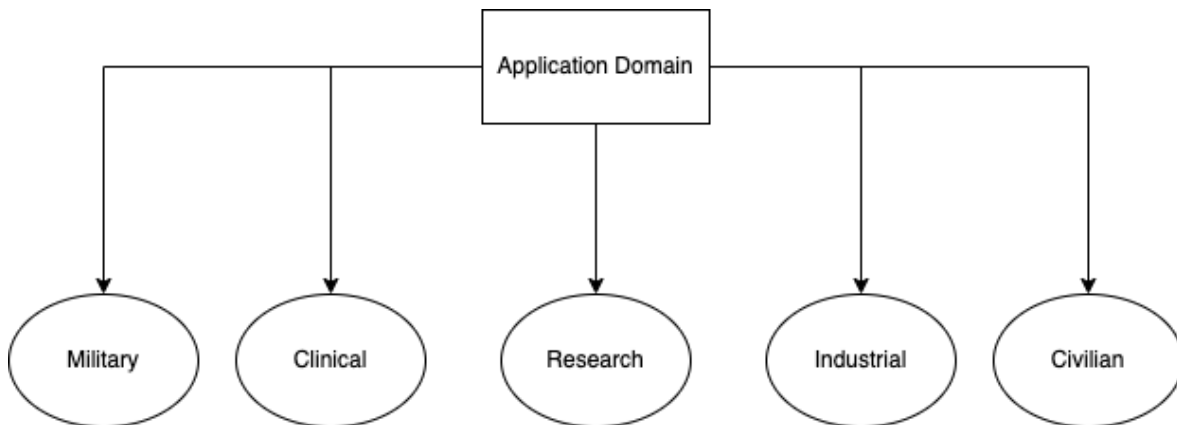 Application Domain
Military
Clinical
Research
Industrial
Civilian